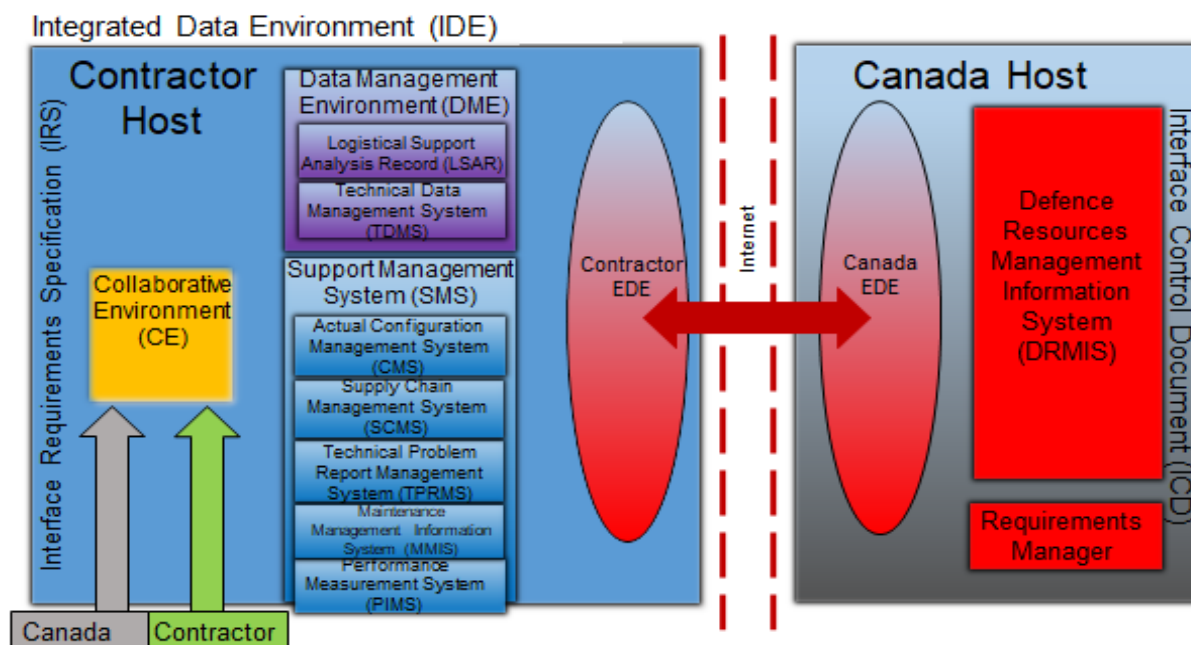 Integrated Data Environment (IDE)
Contractor
Host
Interface Requirements Specification (IRS)
Collaborative
Environment
(CE)
Canada
Contractor
Data Management
Environment (DME)
Logistical Support
Analysis Record (LSAR)
Technical Data
Management System
(TDMS)
Support Management
System (SMS)
Actual Configuration
Management System
(CMS)
Supply Chain
Management System
(SCMS)
Technical Problem
Report Management
System (TPRMS)
Maintenance
Management Information
System (MMIS)
Performance
Measurement System
(PIMS)
Contractor
EDE
Internet
Canada Host
Canada
EDE
Defence
Resources
Management
Information
System
(DRMIS)
Requirements
Manager
Interface Control Document (ICD)